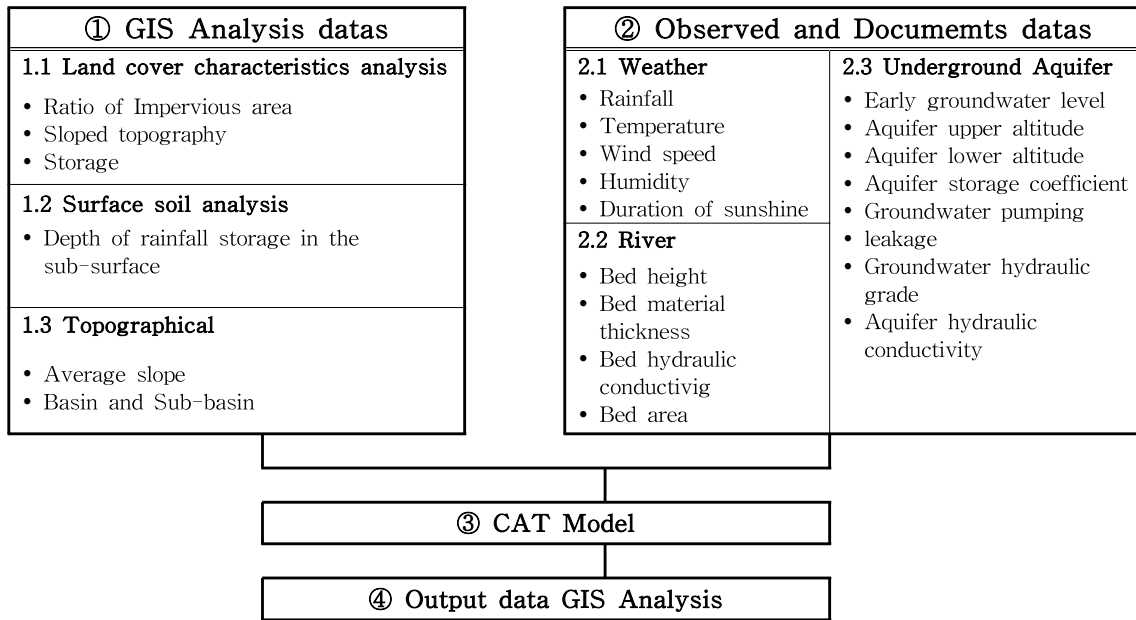 ① GIS Analysis datas
1.1 Land cover characteristics analysis
• Ratio of Impervious area
• Sloped topography
• Storage
1.2 Surface soil analysis
• Depth of rainfall storage in the
sub-surface
1.3 Topographical
• Average slope
• Basin and Sub-basin
② Observed and Documemts datas
2.1 Weather
• Rainfall
• Temperature
• Wind speed
• Humidity
• Duration of sunshine
2.2 River
• Bed height
• Bed material
thickness
• Bed hydraulic
conductivig
• Bed area
2.3 Underground Aquifer
• Early groundwater level
• Aquifer upper altitude
• Aquifer lower altitude
• Aquifer storage coefficient
• Groundwater pumping
• leakage
• Groundwater hydraulic
grade
• Aquifer hydraulic
conductivity
③ CAT Model
④ Output data GIS Analysis